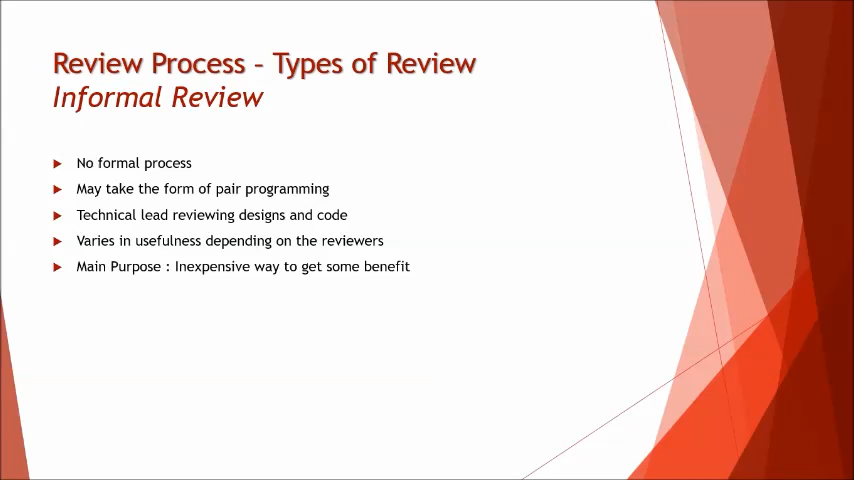 Review Process – Types of Review
Informal Review
No formal process
May take the form of pair programming
Technical lead reviewing designs and code
Varies in usefulness depending on the reviewers
Main Purpose : Inexpensive way to get some benefit